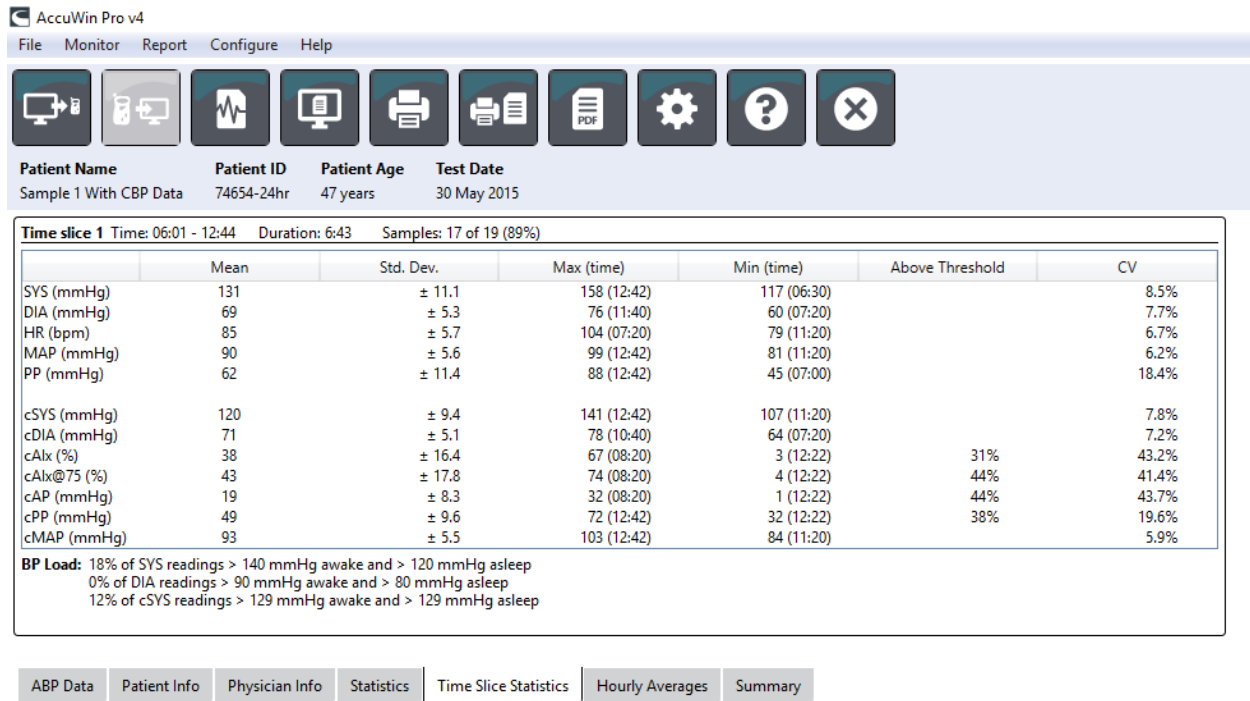 AccuWin Pro v4
File Monitor Report Configure Help
PDF
?
Patient Name Patient ID Patient Age Test Date
Sample 1 With CBP Data 74654-24hr 47 years 30 May 2015
Time slice 1 Time: 06:01 - 12:44 Duration: 6:43 Samples: 17 of 19 (89%)
Mean Std. Dev. Max (time) Min (time) Above Threshold CV
SYS (mmHg) 131 ± 11.1 158 (12:42) 117 (06:30) 8.5%
DIA (mmHg) 69 ± 5.3 76 (11:40) 60 (07:20) 7.7%
HR (bpm) 85 ± 5.7 104 (07:20) 79 (11:20) 6.7%
MAP (mmHg) 90 ± 5.6 99 (12:42) 81 (11:20) 6.2%
PP (mmHg) 62 ± 11.4 88 (12:42) 45 (07:00) 18.4%
cSYS (mmHg) 120 ± 9.4 141 (12:42) 107 (11:20) 7.8%
cDIA (mmHg) 71 ± 5.1 78 (10:40) 64 (07:20) 7.2%
cAIx (%) 38 ± 16.4 67 (08:20) 3 (12:22) 31% 43.2%
cAIx@75 (%) 43 ± 17.8 74 (08:20) 4 (12:22) 44% 41.4%
cAP (mmHg) 19 ± 8.3 32 (08:20) 1 (12:22) 44% 43.7%
cPP (mmHg) 49 ± 9.6 72 (12:42) 32 (12:22) 38% 19.6%
cMAP (mmHg) 93 ± 5.5 103 (12:42) 84 (11:20) 5.9%
BP Load: 18% of SYS readings > 140 mmHg awake and > 120 mmHg asleep
0% of DIA readings > 90 mmHg awake and > 80 mmHg asleep
12% of cSYS readings > 129 mmHg awake and > 129 mmHg asleep
ABP Data Patient Info Physician Info Statistics Time Slice Statistics Hourly Averages Summary